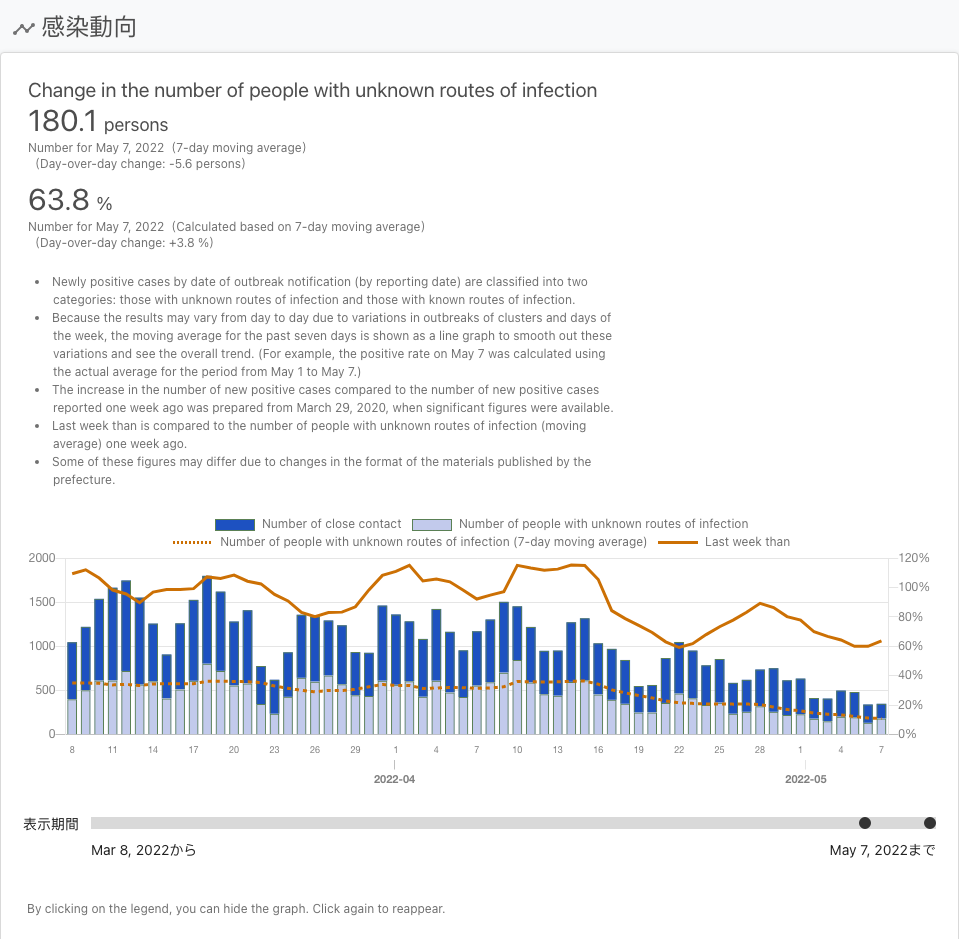 感染動向
Change in the number of people with unknown routes of infection
180.1 persons
Number for May 7, 2022 (7-day moving average)
(Day-over-day change: -5.6 persons)
63.8 %
Number for May 7, 2022 (Calculated based on 7-day moving average)
(Day-over-day change: +3.8 %)
• Newly positive cases by date of outbreak notification (by reporting date) are classified into two
categories: those with unknown routes of infection and those with known routes of infection.
• Because the results may vary from day to day due to variations in outbreaks of clusters and days of
the week, the moving average for the past seven days is shown as a line graph to smooth out these
variations and see the overall trend. (For example, the positive rate on May 7 was calculated using
the actual average for the period from May 1 to May 7.)
• The increase in the number of new positive cases compared to the number of new positive cases
reported one week ago was prepared from March 29, 2020, when significant figures were available.
• Last week than is compared to the number of people with unknown routes of infection (moving
average) one week ago.
• Some of these figures may differ due to changes in the format of the materials published by the
prefecture.
Number of close contact Number of people with unknown routes of infection
Number of people with unknown routes of infection (7-day moving average) Last week than
2000 120%
100%
1500
80%
1000
60%
40%
500
20%
0 0%
8 11 14 17 20 23 26 29 1 4 7 10 13 16 19 22 25 28 1 4 7
2022-04 2022-05
表示期間
Mar 8, 2022から May 7, 2022まで
By clicking on the legend, you can hide the graph. Click again to reappear.